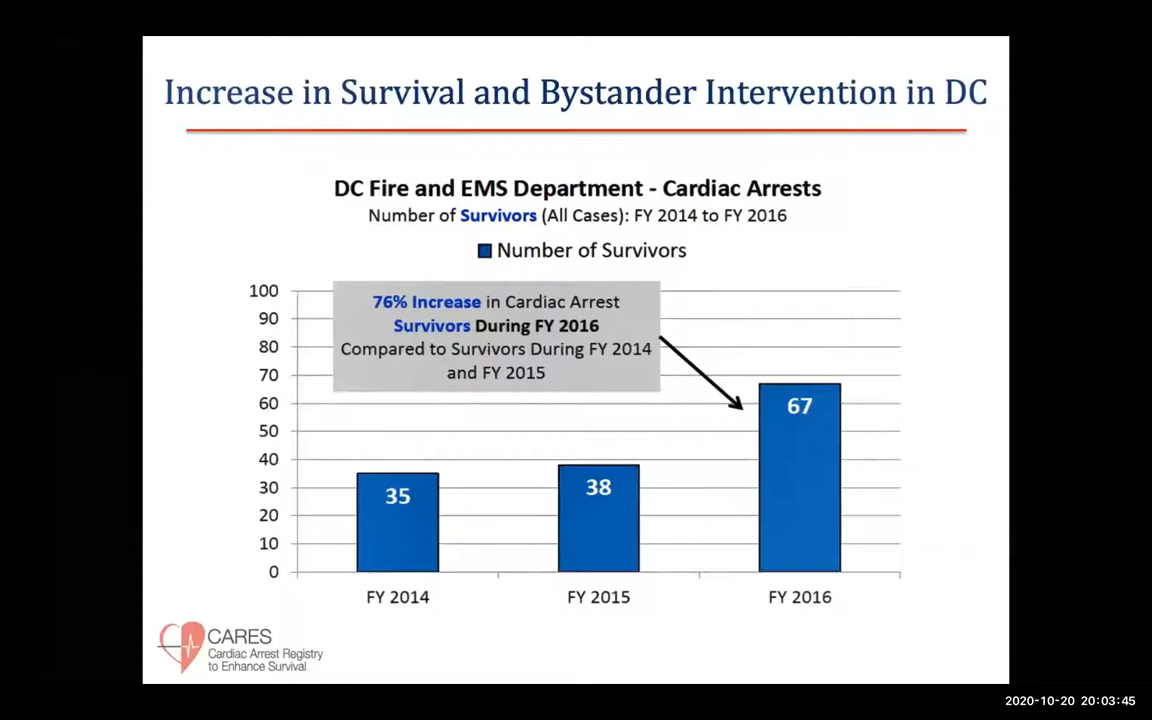 Increase in Survival and Bystander Intervention in DC
DC Fire and EMS Department - Cardiac Arrests
Number of Survivors (All Cases): FY 2014 to FY 2016
Number of Survivors
100
90
80
70
60
50
40
30
20
10
0
76% Increase in Cardiac Arrest
Survivors During FY 2016
Compared to Survivors During FY 2014
and FY 2015
35
38
67
FY 2014
FY 2015
FY 2016
CARES
Cardiac Arrest Registry
to Enhance Survival
2020-10-20 20:03:45